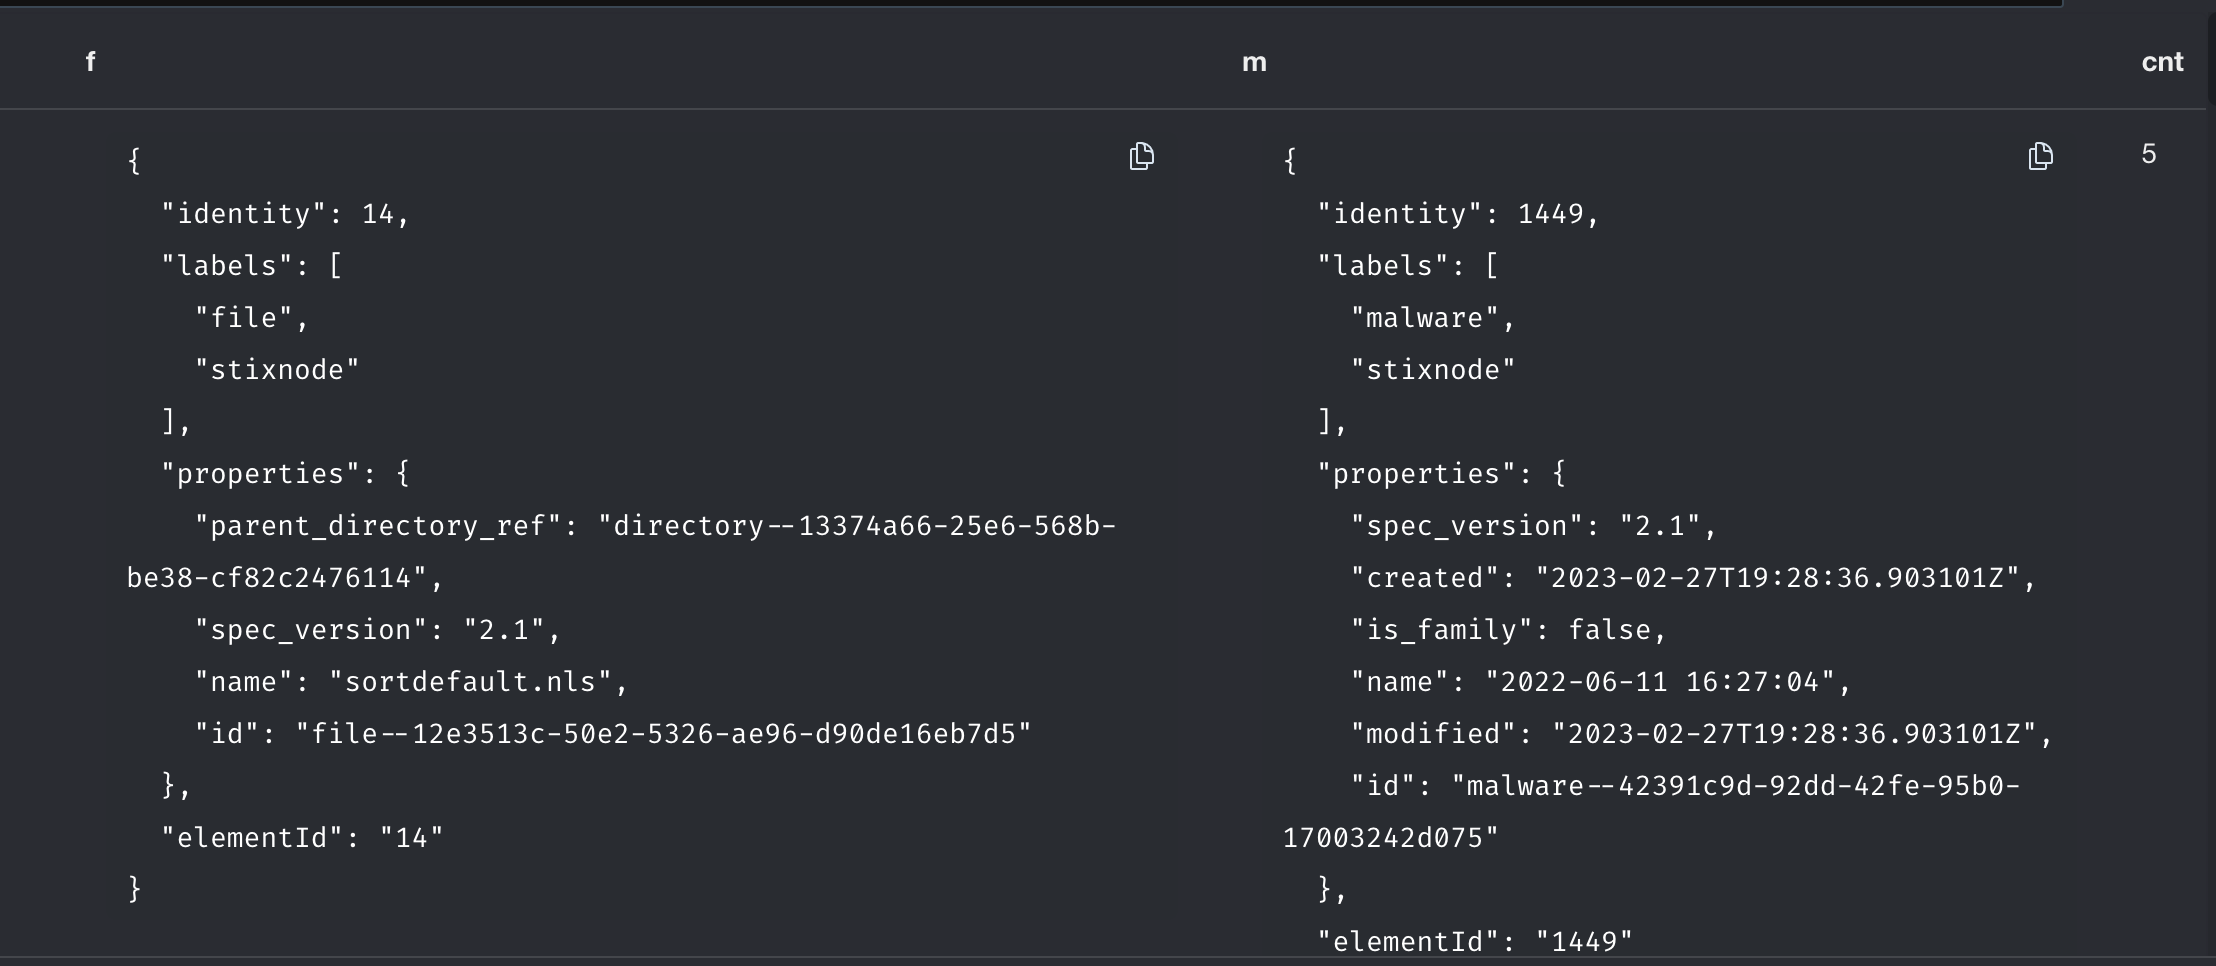 f m cnt
{
"identity": 14,
"labels": [
"file",
"stixnode"
],
"properties": {
"parent_directory_ref": "directory--13374a66-25e6-568b-
be38-cf82c2476114",
"spec_version": "2.1",
"name": "sortdefault.nls",
"id": "file--12e3513c-50e2-5326-ae96-d90de16eb7d5"
},
"elementId": "14"
}
{
"identity": 1449,
"labels": [
"malware",
"stixnode"
],
"properties": {
"spec_version": "2.1",
"created": "2023-02-27T19:28:36.903101Z",
"is_family": false,
"name": "2022-06-11 16:27:04",
"modified": "2023-02-27T19:28:36.903101Z",
"id": "malware--42391c9d-92dd-42fe-95b0-
17003242d075"
},
"elementId": "1449"
5